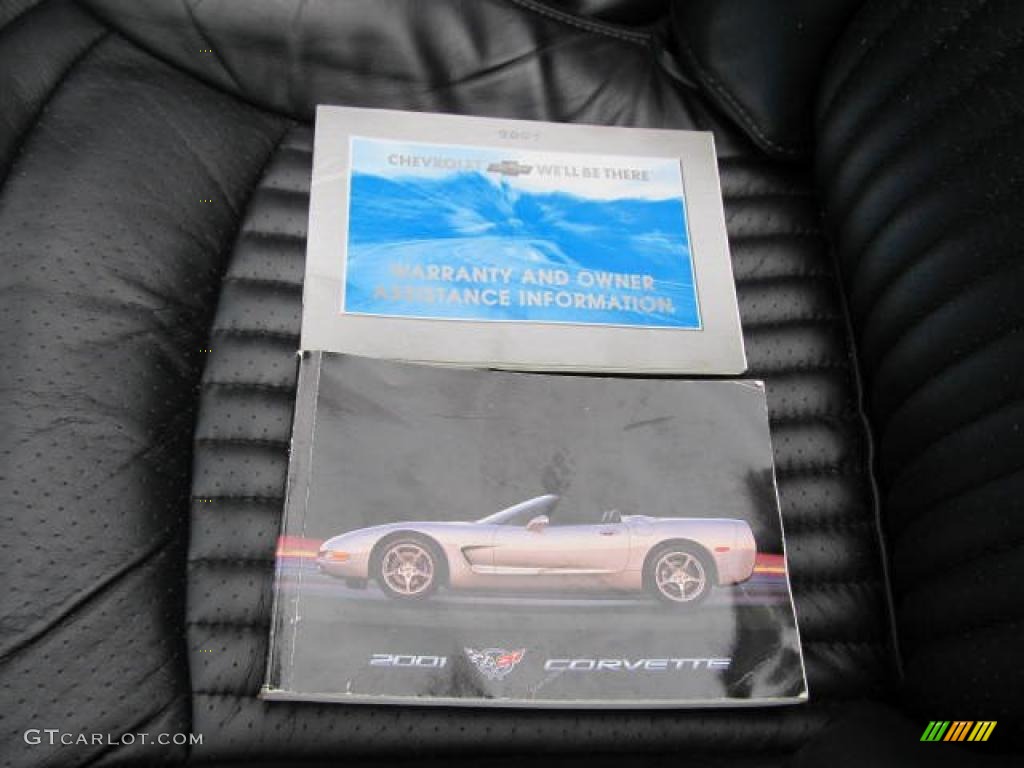 2001
CHEVROLET WE'LL BE THERE
WARRANTY AND OWNER
ASSISTANCE INFORMATION
2001 CORVETTE
GTCARLOT.COM